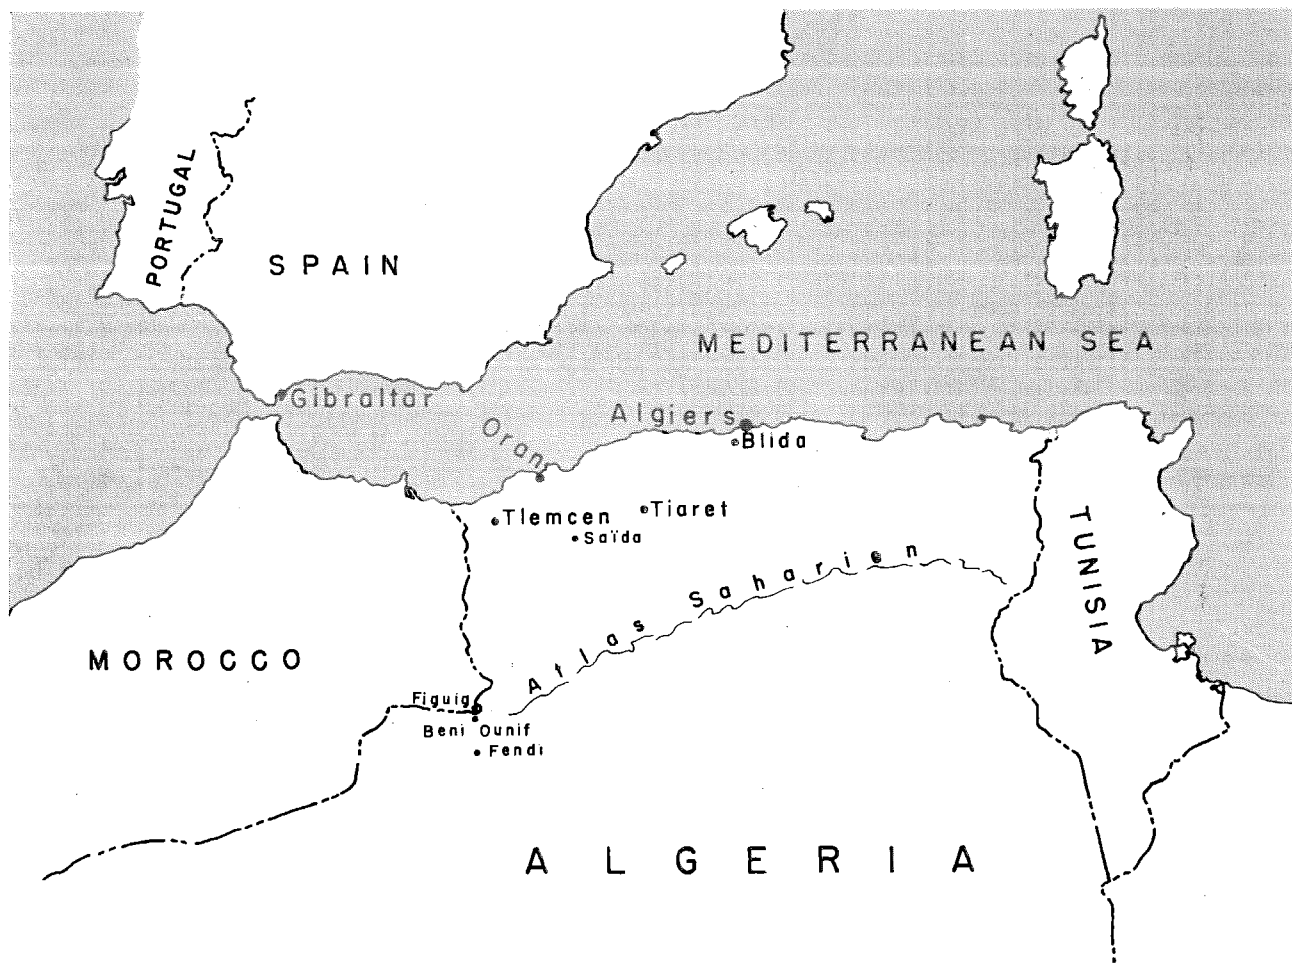 PORTUGAL
SPAIN
MEDITERRANEAN SEA
Gibraltar
Algiers
Oran
Blida
Tlemcen
Tiaret
Saïda
TUNISIA
Atlas Saharien
MOROCCO
Figuig
Beni Ounif
Fendi
ALGERIA